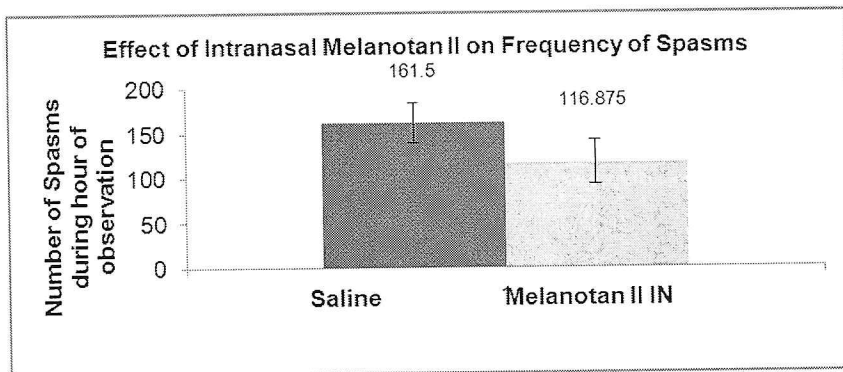 Effect of Intranasal Melanotan II on Frequency of Spasms
161.5
116.875
Number of Spasms
during hour of
observation
200
150
100
50
0
Saline
1
Melanotan II IN